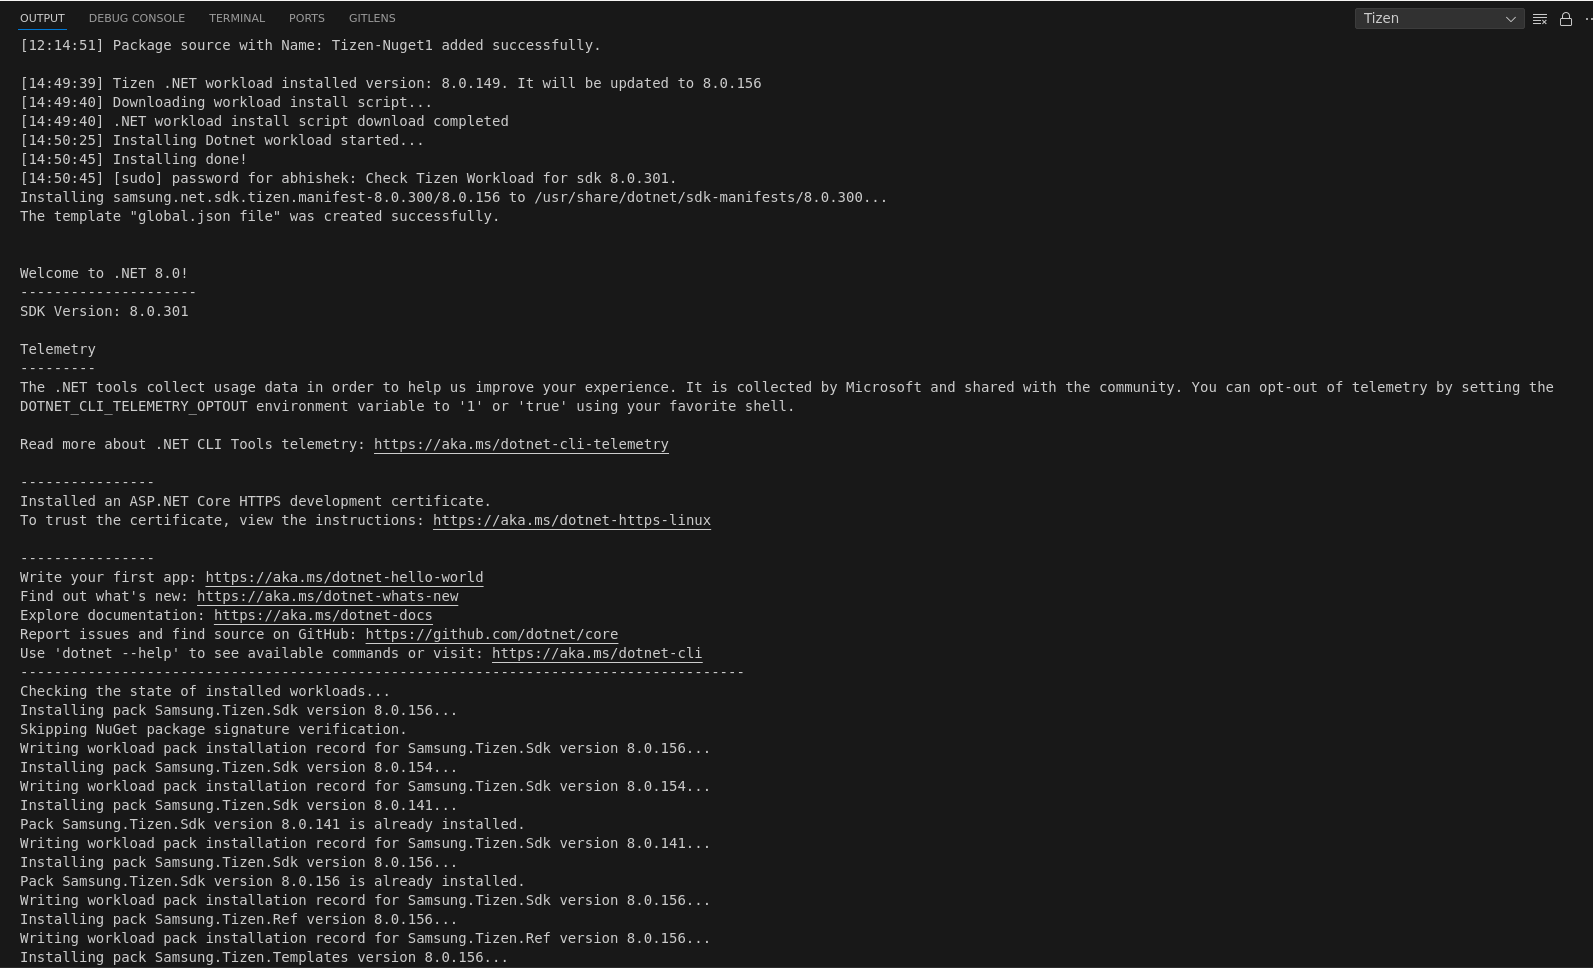 OUTPUT DEBUG CONSOLE TERMINAL PORTS GITLENS Tizen
[12:14:51] Package source with Name: Tizen-Nuget1 added successfully.
[14:49:39] Tizen .NET workload installed version: 8.0.149. It will be updated to 8.0.156
[14:49:40] Downloading workload install script...
[14:49:40] .NET workload install script download completed
[14:50:25] Installing Dotnet workload started...
[14:50:45] Installing done!
[14:50:45] [sudo] password for abhishek: Check Tizen Workload for sdk 8.0.301.
Installing samsung.net.sdk.tizen.manifest-8.0.300/8.0.156 to /usr/share/dotnet/sdk-manifests/8.0.300...
The template "global.json file" was created successfully.
Welcome to .NET 8.0!
---------------------
SDK Version: 8.0.301
Telemetry
---------
The .NET tools collect usage data in order to help us improve your experience. It is collected by Microsoft and shared with the community. You can opt-out of telemetry by setting the
DOTNET_CLI_TELEMETRY_OPTOUT environment variable to '1' or 'true' using your favorite shell.
Read more about .NET CLI Tools telemetry: https://aka.ms/dotnet-cli-telemetry
----------------
Installed an ASP.NET Core HTTPS development certificate.
To trust the certificate, view the instructions: https://aka.ms/dotnet-https-linux
----------------
Write your first app: https://aka.ms/dotnet-hello-world
Find out what's new: https://aka.ms/dotnet-whats-new
Explore documentation: https://aka.ms/dotnet-docs
Report issues and find source on GitHub: https://github.com/dotnet/core
Use 'dotnet --help' to see available commands or visit: https://aka.ms/dotnet-cli
--------------------------------------------------------------------------------------
Checking the state of installed workloads...
Installing pack Samsung.Tizen.Sdk version 8.0.156...
Skipping NuGet package signature verification.
Writing workload pack installation record for Samsung.Tizen.Sdk version 8.0.156...
Installing pack Samsung.Tizen.Sdk version 8.0.154...
Writing workload pack installation record for Samsung.Tizen.Sdk version 8.0.154...
Installing pack Samsung.Tizen.Sdk version 8.0.141...
Pack Samsung.Tizen.Sdk version 8.0.141 is already installed.
Writing workload pack installation record for Samsung.Tizen.Sdk version 8.0.141...
Installing pack Samsung.Tizen.Sdk version 8.0.156...
Pack Samsung.Tizen.Sdk version 8.0.156 is already installed.
Writing workload pack installation record for Samsung.Tizen.Sdk version 8.0.156...
Installing pack Samsung.Tizen.Ref version 8.0.156...
Writing workload pack installation record for Samsung.Tizen.Ref version 8.0.156...
Installing pack Samsung.Tizen.Templates version 8.0.156...